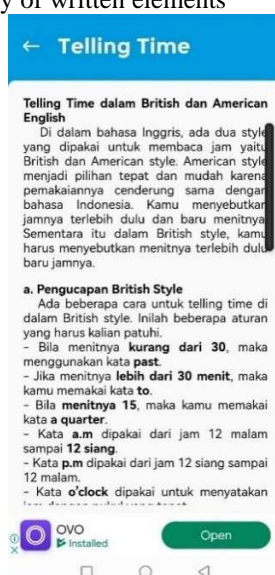 y of written elements
← Telling Time
Telling Time dalam British dan American
English
Di dalam bahasa Inggris, ada dua style
yang dipakai untuk membaca jam yaitu
British dan American style. American style
menjadi pilihan tepat dan mudah karena
pemakaiannya cenderung sama dengan
bahasa Indonesia. Kamu menyebutkan
jamnya terlebih dulu dan baru menitnya.
Sementara itu dalam British style, kamu
harus menyebutkan menitnya terlebih dulu
baru jamnya.
a. Pengucapan British Style
Ada beberapa cara untuk telling time di
dalam British style. Inilah beberapa aturan
yang harus kalian patuhi.
- Bila menitnya kurang dari 30, maka
menggunakan kata past.
- Jika menitnya lebih dari 30 menit, maka
kamu memakai kata to.
- Bila menitnya 15, maka kamu memakai
kata a quarter.
- Kata a.m dipakai dari jam 12 malam
sampai 12 siang.
- Kata p.m dipakai dari jam 12 siang sampai
12 malam.
- Kata o'clock dipakai untuk menyatakan
OVO
Installed
Open